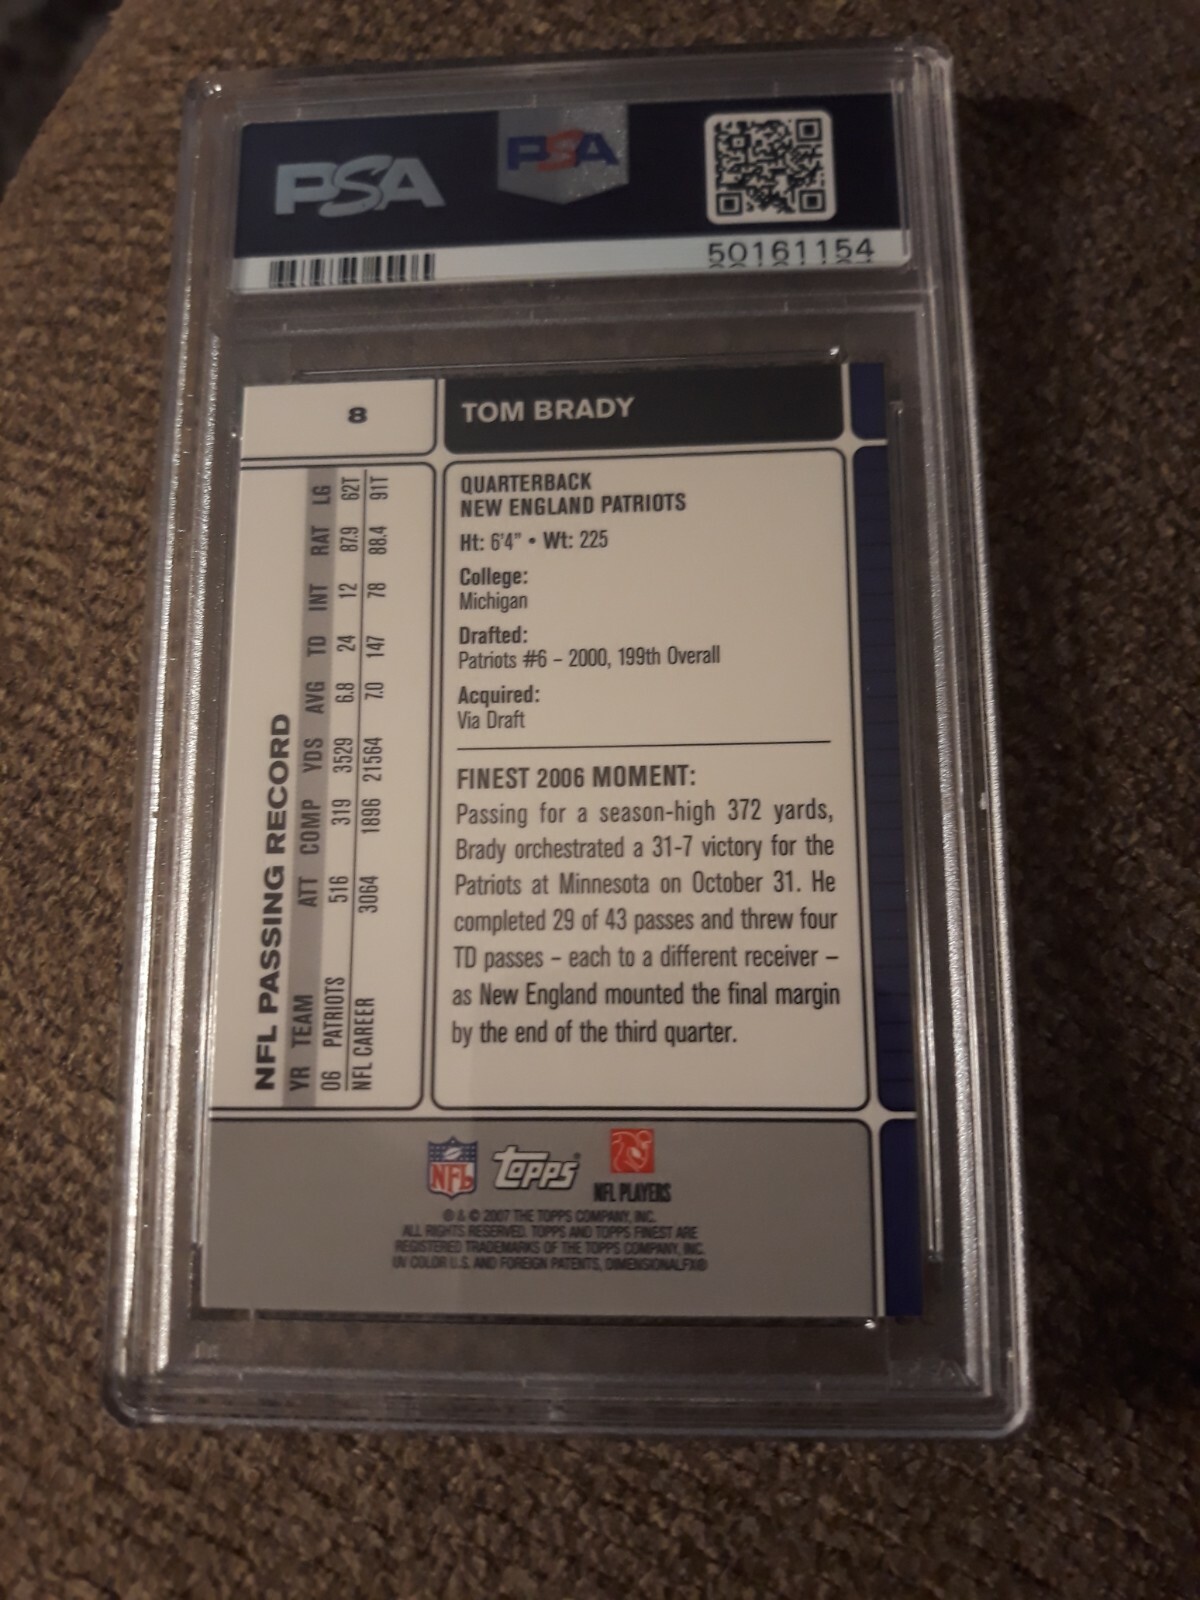 PSA
PSA
50161154
8
TOM BRADY
QUARTERBACK
NEW ENGLAND PATRIOTS
Ht: 6'4" • Wt: 225
College:
Michigan
Drafted:
Patriots #6 – 2000, 199th Overall
Acquired:
Via Draft
FINEST 2006 MOMENT:
Passing for a season-high 372 yards,
Brady orchestrated a 31-7 victory for the
Patriots at Minnesota on October 31. He
completed 29 of 43 passes and threw four
TD passes – each to a different receiver –
as New England mounted the final margin
by the end of the third quarter.
NFL PASSING RECORD
YR TEAM ATT COMP YDS AVG TD INT RAT LG
06 PATRIOTS 516 319 3529 6.8 24 12 87.9 62T
NFL CAREER 3064 1896 21564 7.0 147 78 88.4 91T
NFL
Topps®
NFL PLAYERS
® & © 2007 THE TOPPS COMPANY, INC.
ALL RIGHTS RESERVED. TOPPS AND TOPPS FINEST ARE
REGISTERED TRADEMARKS OF THE TOPPS COMPANY, INC.
UV COLOR U.S. AND FOREIGN PATENTS, DIMENSIONALFX®